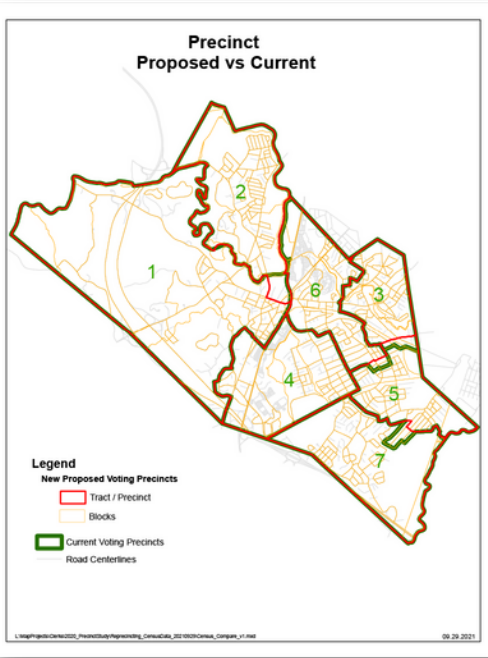 Precinct
Proposed vs Current
2
1
6
3
4
5
7
Legend
New Proposed Voting Precincts
Tract / Precinct
Blocks
Current Voting Precincts
Road Centerlines
09.29.2021